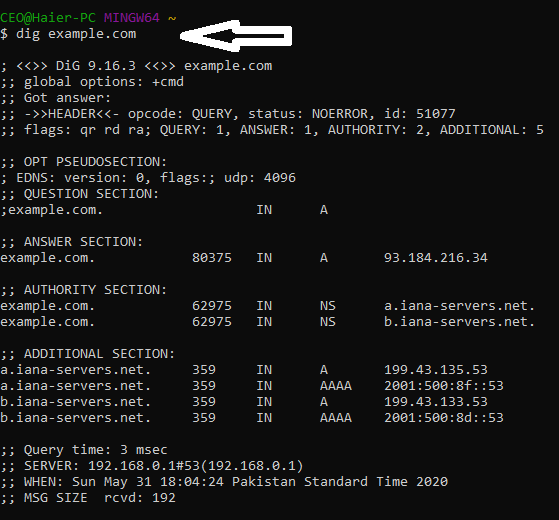 CEO@Haier-PC MINGW64 ~
$ dig example.com
; <<>> DiG 9.16.3 <<>> example.com
;; global options: +cmd
;; Got answer:
;; ->>HEADER<<- opcode: QUERY, status: NOERROR, id: 51077
;; flags: qr rd ra; QUERY: 1, ANSWER: 1, AUTHORITY: 2, ADDITIONAL: 5
;; OPT PSEUDOSECTION:
; EDNS: version: 0, flags:; udp: 4096
;; QUESTION SECTION:
;example.com. IN A
;; ANSWER SECTION:
example.com. 80375 IN A 93.184.216.34
;; AUTHORITY SECTION:
example.com. 62975 IN NS a.iana-servers.net.
example.com. 62975 IN NS b.iana-servers.net.
;; ADDITIONAL SECTION:
a.iana-servers.net. 359 IN A 199.43.135.53
a.iana-servers.net. 359 IN AAAA 2001:500:8f::53
b.iana-servers.net. 359 IN A 199.43.133.53
b.iana-servers.net. 359 IN AAAA 2001:500:8d::53
;; Query time: 3 msec
;; SERVER: 192.168.0.1#53(192.168.0.1)
;; WHEN: Sun May 31 18:04:24 Pakistan Standard Time 2020
;; MSG SIZE rcvd: 192